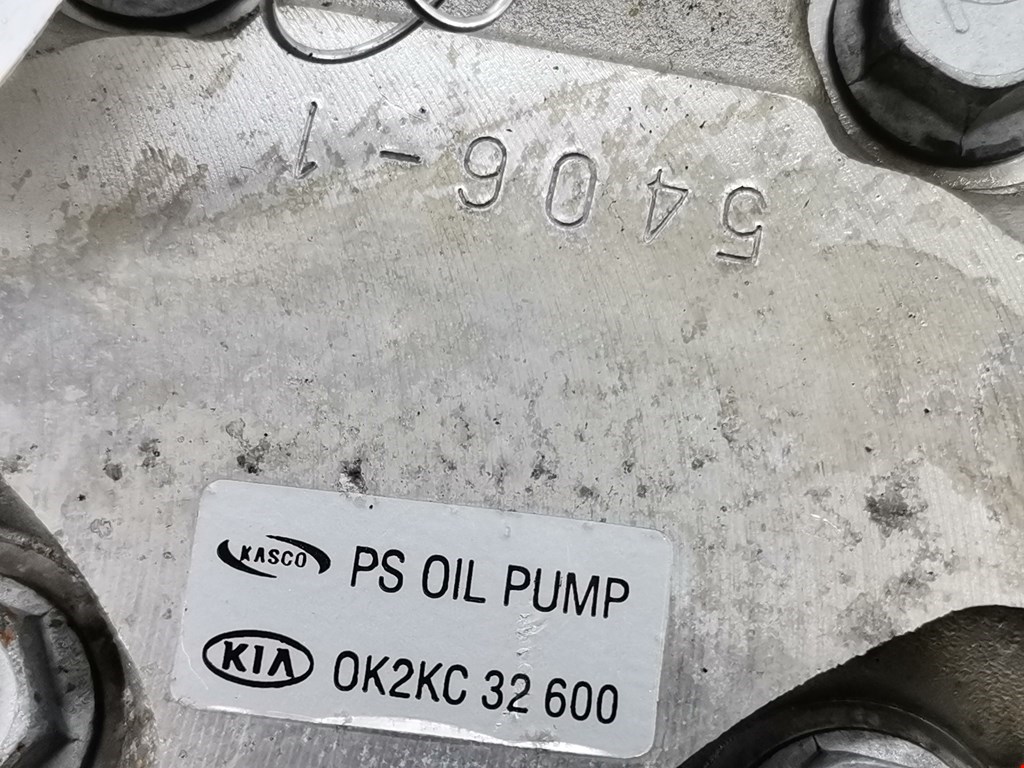 5406-1
KASCO PS OIL PUMP
KIA 0K2KC 32 600